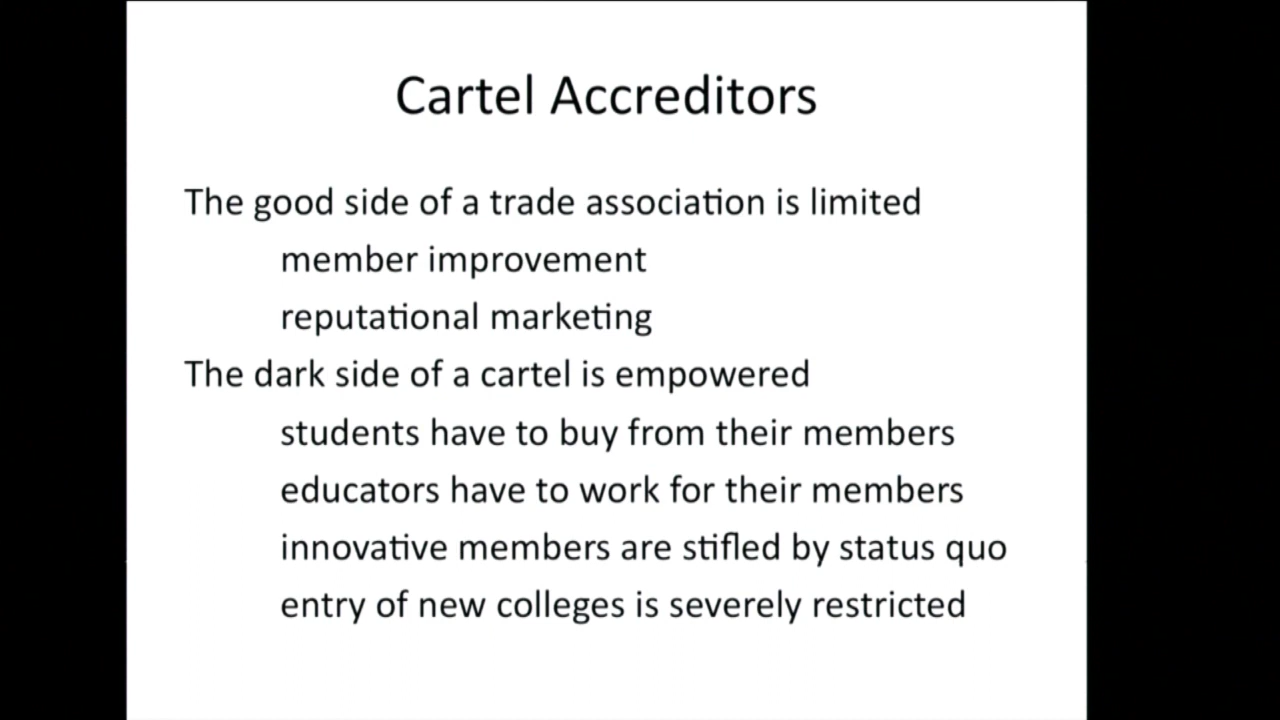 Cartel Accreditors
The good side of a trade association is limited
member improvement
reputational marketing
The dark side of a cartel is empowered
students have to buy from their members
educators have to work for their members
innovative members are stifled by status quo
entry of new colleges is severely restricted